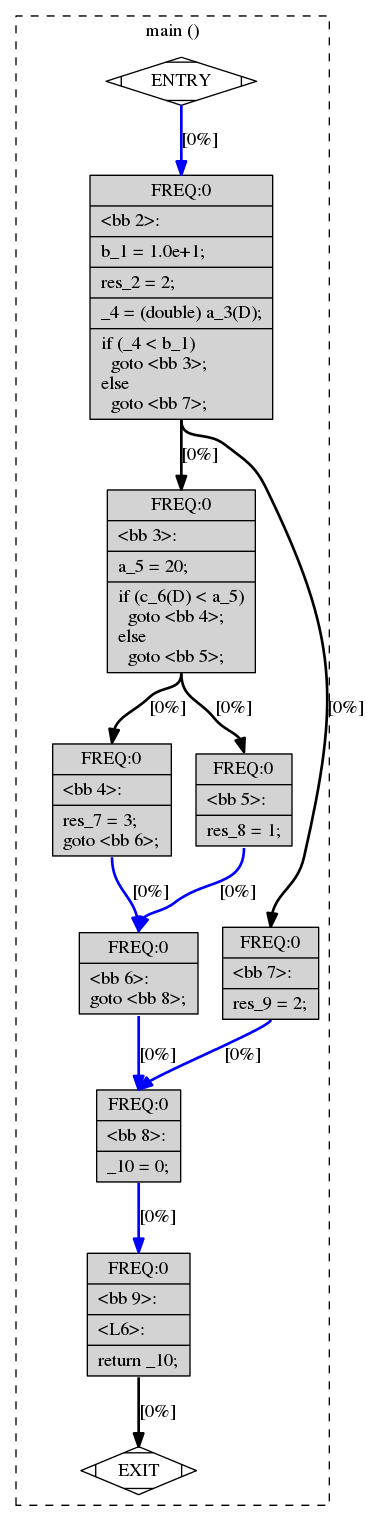 main ()
ENTRY
[0%]
FREQ:0
<bb 2>:
b_1 = 1.0e+1;
res_2 = 2;
_4 = (double) a_3(D);
if (_4 < b_1)
goto <bb 3>;
else
goto <bb 7>;
[0%]
FREQ:0
<bb 3>:
a_5 = 20;
if (c_6(D) < a_5)
goto <bb 4>;
else
goto <bb 5>;
[0%]
[0%]
[0%]
FREQ:0
<bb 4>:
res_7 = 3;
goto <bb 6>;
FREQ:0
<bb 5>:
res_8 = 1;
[0%]
[0%]
FREQ:0
<bb 6>:
goto <bb 8>;
FREQ:0
<bb 7>:
res_9 = 2;
[0%]
[0%]
FREQ:0
<bb 8>:
_10 = 0;
[0%]
FREQ:0
<bb 9>:
<L6>:
return _10;
[0%]
EXIT